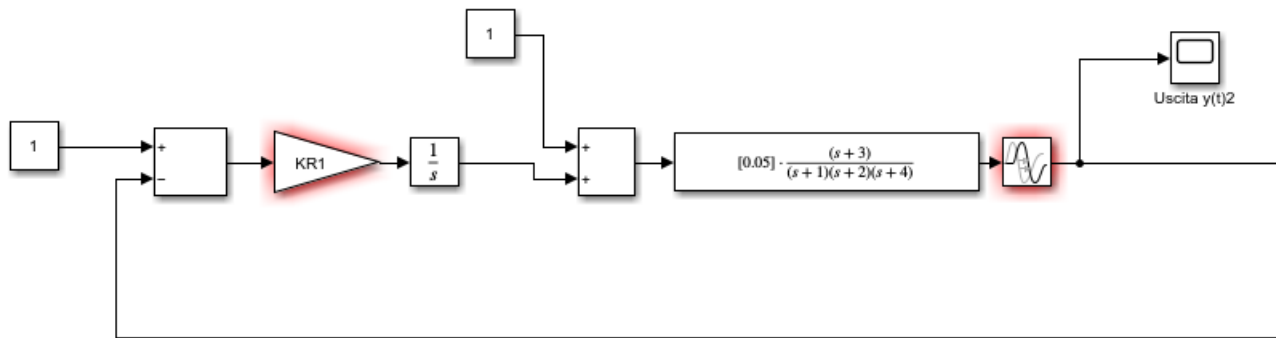 1
Uscita y(t)2
1
+
−
KR1
1
s
+
+
[0.05] · (s + 3)
(s + 1)(s + 2)(s + 4)